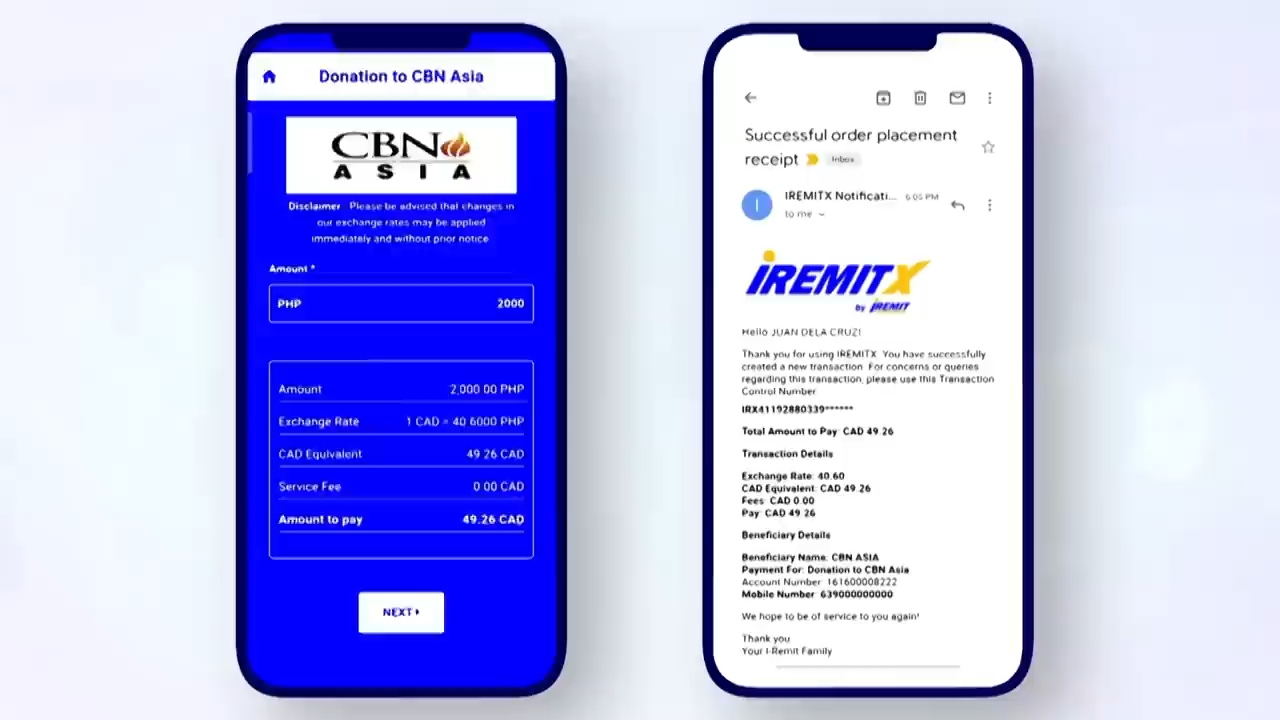 Donation to CBN Asia
CBN
ASIA
Disclaimer Please be advised that changes in
our exchange rates may be applied
immediately and without prior notice
Amount *
PHP 2000
Amount 2,000.00 PHP
Exchange Rate 1 CAD = 40.6000 PHP
CAD Equivalent 49.26 CAD
Service Fee 0.00 CAD
Amount to pay 49.26 CAD
NEXT
Successful order placement
receipt Inbox
I
IREMITX Notificati... 6:05 PM
to me
iREMITX
by iREMIT
Hello JUAN DELA CRUZ!
Thank you for using IREMITX. You have successfully
created a new transaction. For concerns or queries
regarding this transaction, please use this Transaction
Control Number
IRX41192880339******
Total Amount to Pay: CAD 49.26
Transaction Details
Exchange Rate: 40.60
CAD Equivalent: CAD 49.26
Fees: CAD 0.00
Pay: CAD 49.26
Beneficiary Details
Beneficiary Name: CBN ASIA
Payment For: Donation to CBN Asia
Account Number: 161600008222
Mobile Number: 639000000000
We hope to be of service to you again!
Thank you
Your I-Remit Family